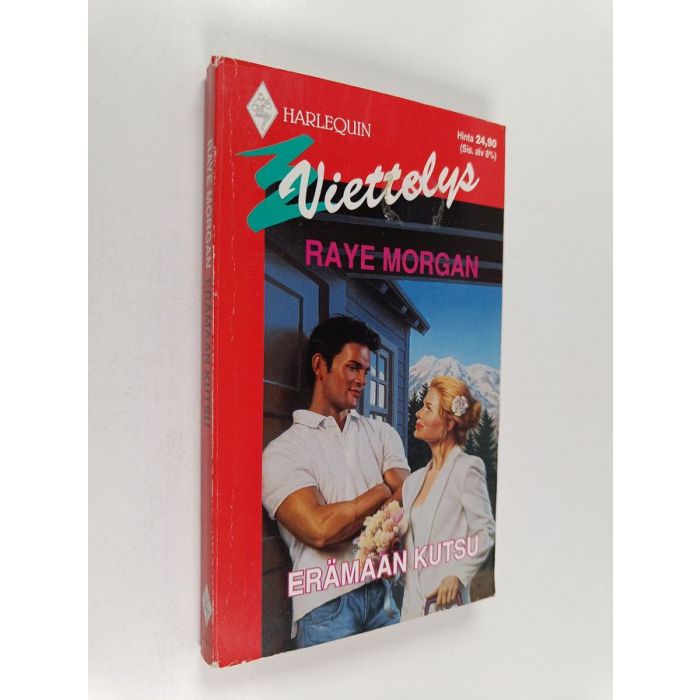 HARLEQUIN
Hinta 24,90
(Sis. alv 8%)
Viettelys
RAYE MORGAN
ERÄMAAN KUTSU
RAYE MORGAN ERÄMAAN KUTSU